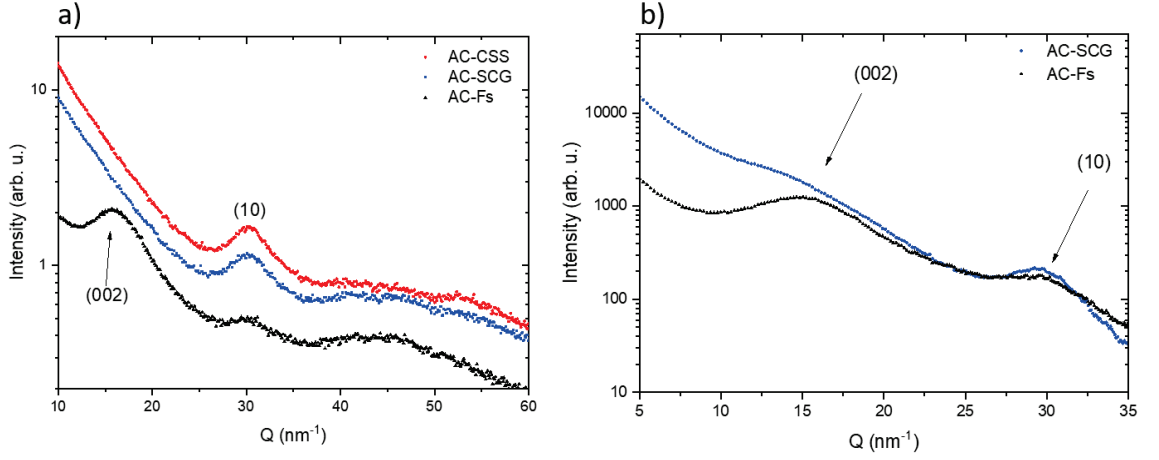 a)
AC-CSS
AC-SCG
AC-Fs
(10)
(002)
10
1
Intensity (arb. u.)
10 20 30 40 50 60
Q (nm⁻¹)
b)
AC-SCG
AC-Fs
(002)
(10)
10000
1000
100
10
Intensity (arb. u.)
5 10 15 20 25 30 35
Q (nm⁻¹)